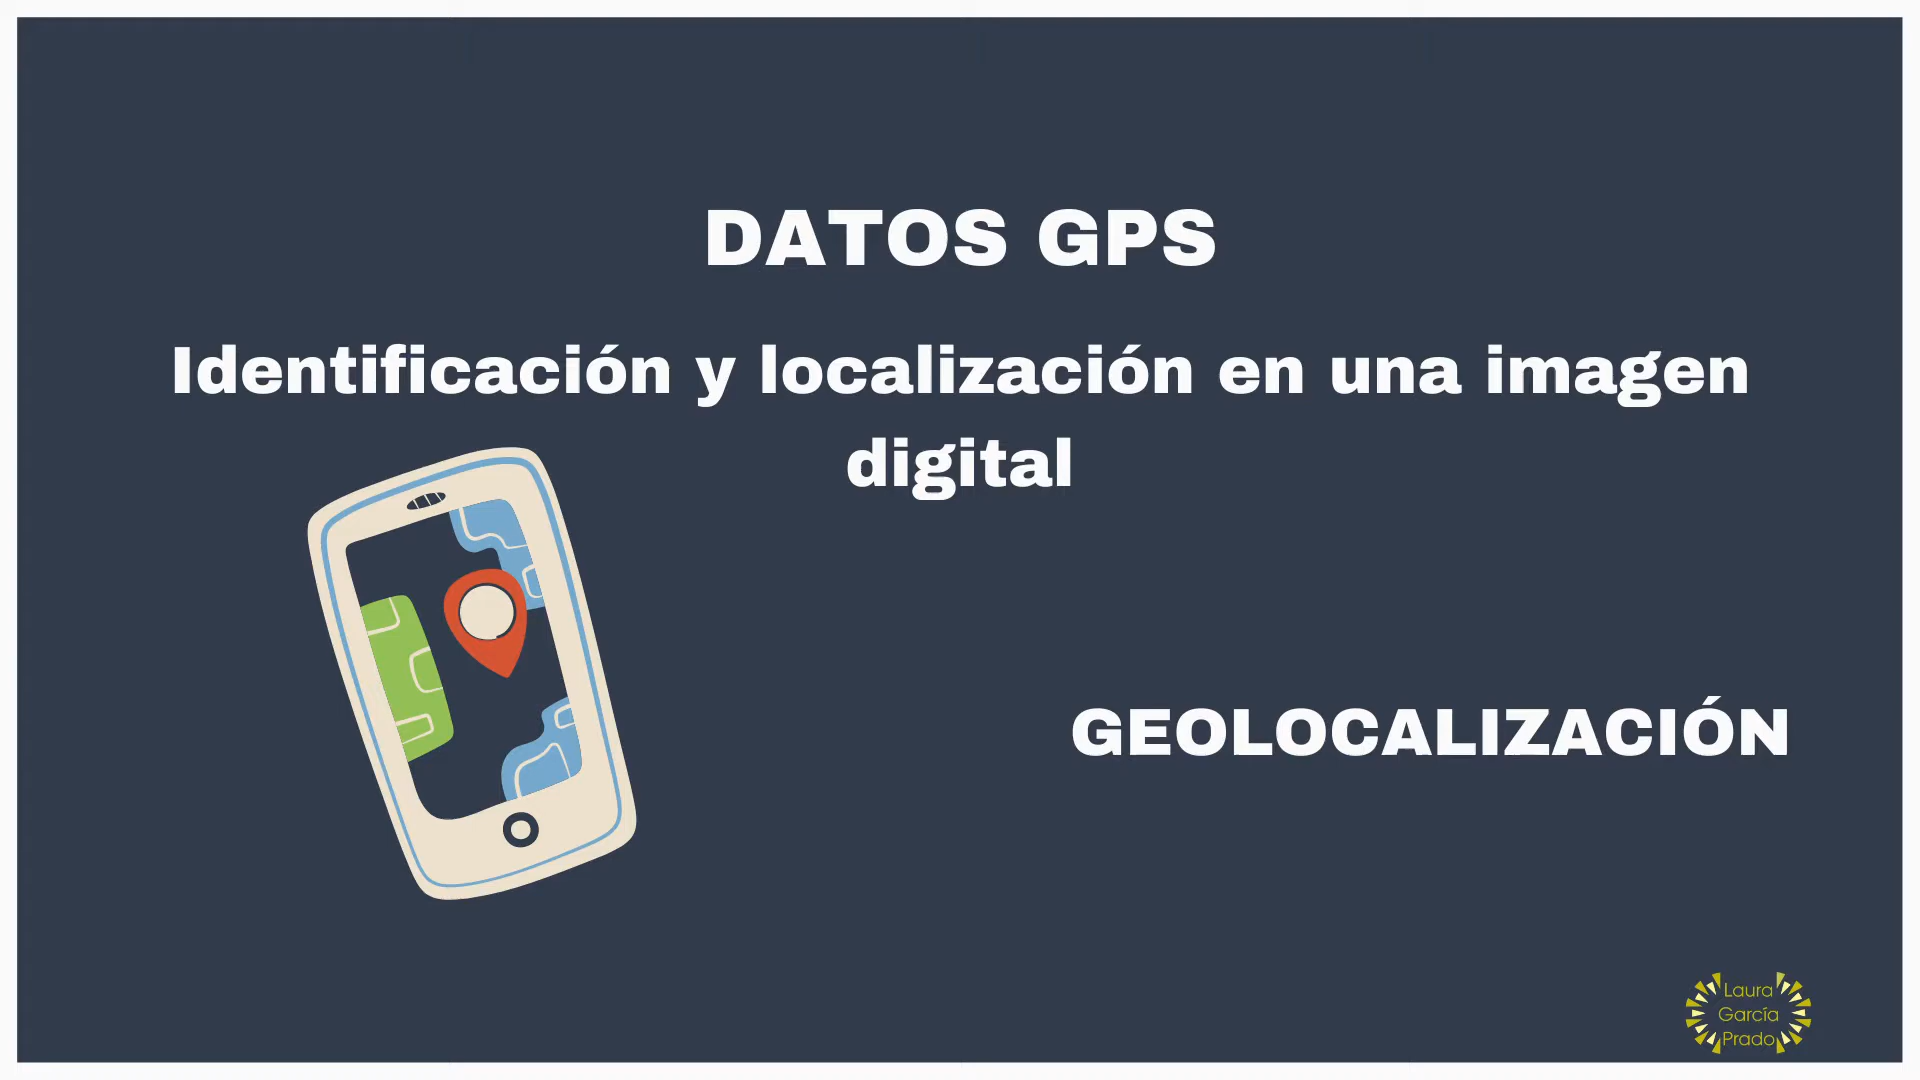 DATOS GPS
Identificación y localización en una imagen
digital
GEOLOCALIZACIÓN
Laura
García
Prado